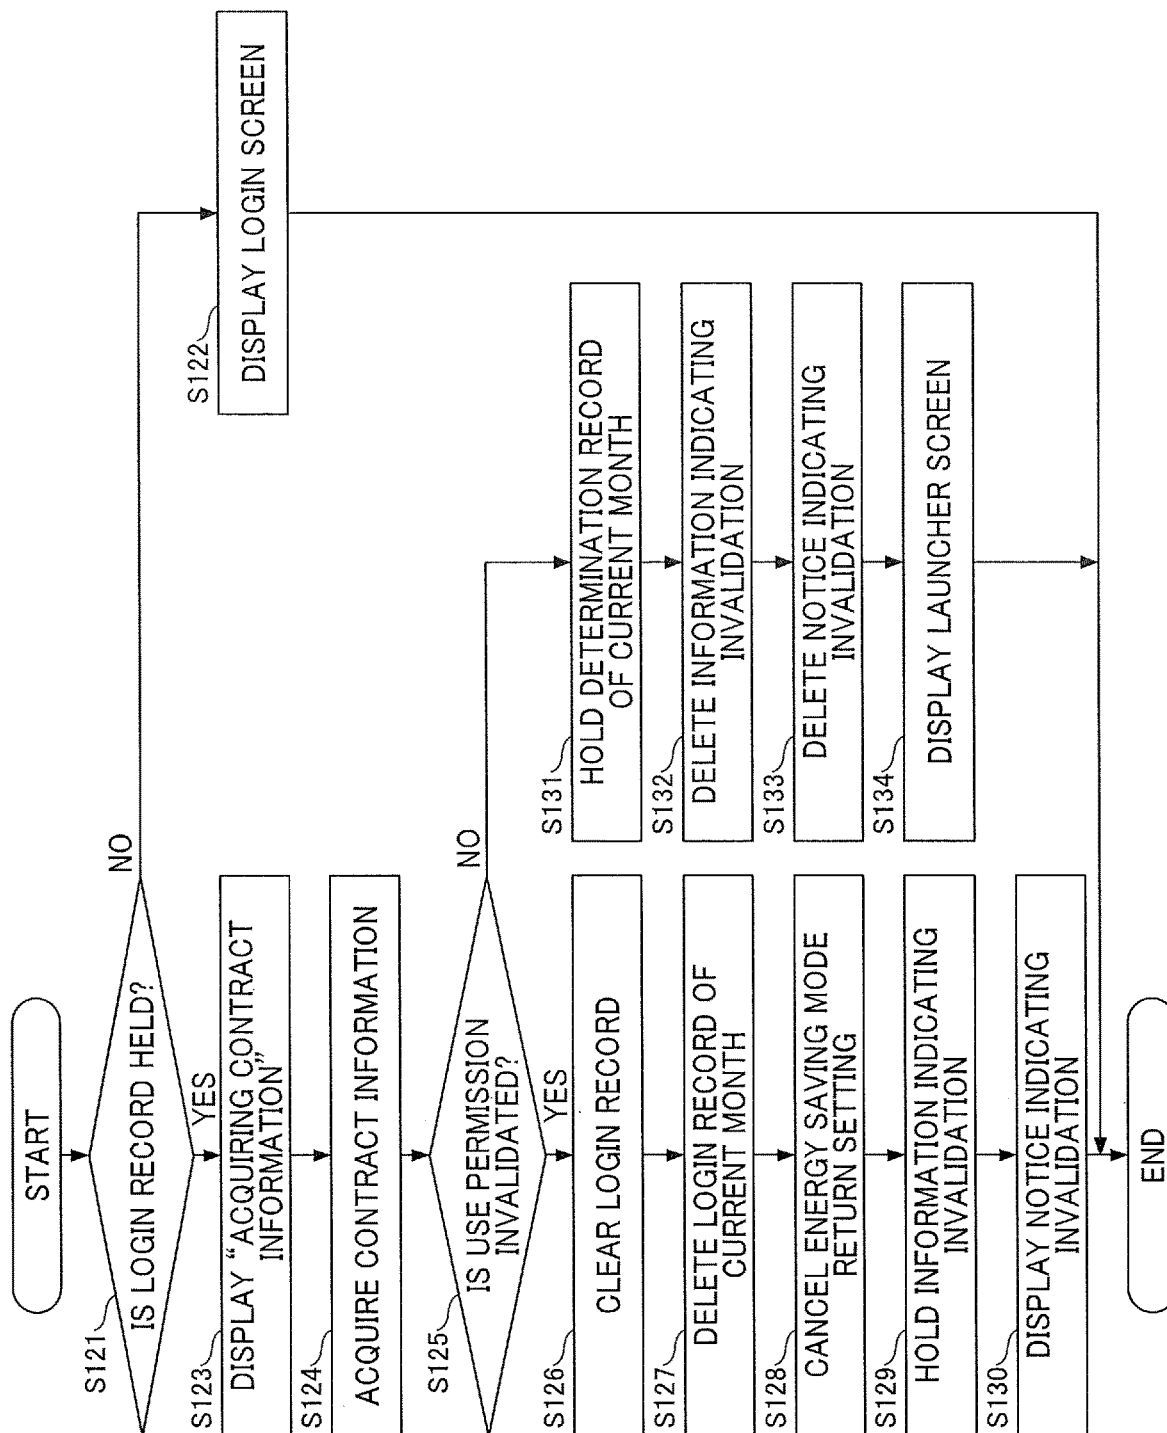 START
S121
IS LOGIN RECORD HELD?
NO
YES
S122
DISPLAY LOGIN SCREEN
S123
DISPLAY “ACQUIRING CONTRACT
INFORMATION”
S124
ACQUIRE CONTRACT INFORMATION
S125
IS USE PERMISSION
INVALIDATED?
NO
YES
S126
CLEAR LOGIN RECORD
S127
DELETE LOGIN RECORD OF
CURRENT MONTH
S128
CANCEL ENERGY SAVING MODE
RETURN SETTING
S129
HOLD INFORMATION INDICATING
INVALIDATION
S130
DISPLAY NOTICE INDICATING
INVALIDATION
S131
HOLD DETERMINATION RECORD
OF CURRENT MONTH
S132
DELETE INFORMATION INDICATING
INVALIDATION
S133
DELETE NOTICE INDICATING
INVALIDATION
S134
DISPLAY LAUNCHER SCREEN
END